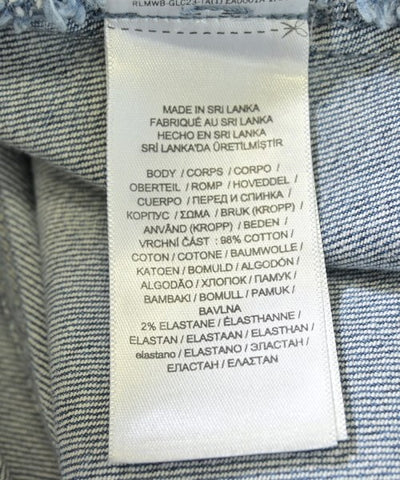 MADE IN SRI LANKA
FABRIQUÉ AU SRI LANKA
HECHO EN SRI LANKA
SRİ LANKA'DA ÜRETİLMİŞTİR
BODY / CORPS / CORPO /
OBERTEIL / ROMP / HOVEDDEL /
CUERPO / ПЕРЕД И СПИНКА /
КОРПУС / ΣΩΜΑ / BRUK (KROPP) /
ANVÄND (KROPP) / BEDEN /
VRCHNÍ ČÁST : 98% COTTON /
COTON / COTONE / BAUMWOLLE /
KATOEN / BOMULD / ALGODÓN /
ALGODÃO / ХЛОПОК / ПАМУК /
ΒΑΜΒΑΚΙ / BOMULL / PAMUK /
BAVLNA
2% ELASTANE / ÉLASTHANNE /
ELASTAN / ELASTAAN / ELASTHAN /
elastano / ELASTANO / ЭЛАСТАН /
ЕЛАСТАН / ΕΛΑΣΤΑΝ